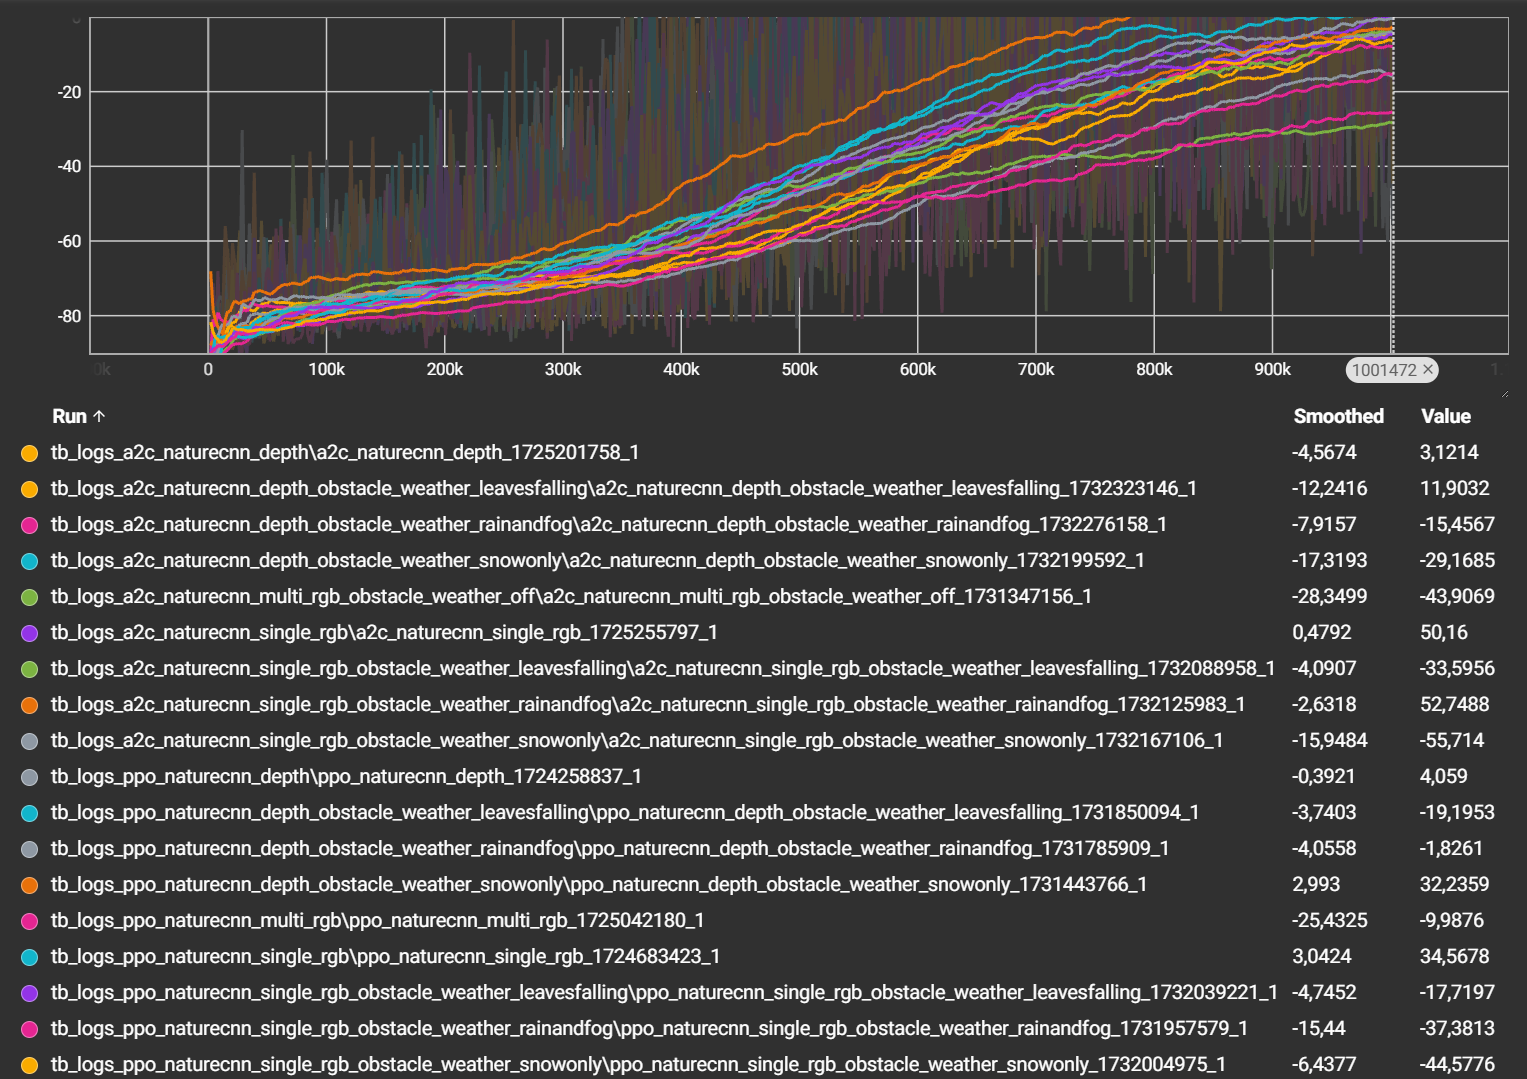 -20
-40
-60
-80
0 100k 200k 300k 400k 500k 600k 700k 800k 900k 1001472 ×
Run ↑ Smoothed Value
tb_logs_a2c_naturecnn_depth\a2c_naturecnn_depth_1725201758_1 -4,5674 3,1214
tb_logs_a2c_naturecnn_depth_obstacle_weather_leavesfalling\a2c_naturecnn_depth_obstacle_weather_leavesfalling_1732323146_1 -12,2416 11,9032
tb_logs_a2c_naturecnn_depth_obstacle_weather_rainandfog\a2c_naturecnn_depth_obstacle_weather_rainandfog_1732276158_1 -7,9157 -15,4567
tb_logs_a2c_naturecnn_depth_obstacle_weather_snowonly\a2c_naturecnn_depth_obstacle_weather_snowonly_1732199592_1 -17,3193 -29,1685
tb_logs_a2c_naturecnn_multi_rgb_obstacle_weather_off\a2c_naturecnn_multi_rgb_obstacle_weather_off_1731347156_1 -28,3499 -43,9069
tb_logs_a2c_naturecnn_single_rgb\a2c_naturecnn_single_rgb_1725255797_1 0,4792 50,16
tb_logs_a2c_naturecnn_single_rgb_obstacle_weather_leavesfalling\a2c_naturecnn_single_rgb_obstacle_weather_leavesfalling_1732088958_1 -4,0907 -33,5956
tb_logs_a2c_naturecnn_single_rgb_obstacle_weather_rainandfog\a2c_naturecnn_single_rgb_obstacle_weather_rainandfog_1732125983_1 -2,6318 52,7488
tb_logs_a2c_naturecnn_single_rgb_obstacle_weather_snowonly\a2c_naturecnn_single_rgb_obstacle_weather_snowonly_1732167106_1 -15,9484 -55,714
tb_logs_ppo_naturecnn_depth\ppo_naturecnn_depth_1724258837_1 -0,3921 4,059
tb_logs_ppo_naturecnn_depth_obstacle_weather_leavesfalling\ppo_naturecnn_depth_obstacle_weather_leavesfalling_1731850094_1 -3,7403 -19,1953
tb_logs_ppo_naturecnn_depth_obstacle_weather_rainandfog\ppo_naturecnn_depth_obstacle_weather_rainandfog_1731785909_1 -4,0558 -1,8261
tb_logs_ppo_naturecnn_depth_obstacle_weather_snowonly\ppo_naturecnn_depth_obstacle_weather_snowonly_1731443766_1 2,993 32,2359
tb_logs_ppo_naturecnn_multi_rgb\ppo_naturecnn_multi_rgb_1725042180_1 -25,4325 -9,9876
tb_logs_ppo_naturecnn_single_rgb\ppo_naturecnn_single_rgb_1724683423_1 3,0424 34,5678
tb_logs_ppo_naturecnn_single_rgb_obstacle_weather_leavesfalling\ppo_naturecnn_single_rgb_obstacle_weather_leavesfalling_1732039221_1 -4,7452 -17,7197
tb_logs_ppo_naturecnn_single_rgb_obstacle_weather_rainandfog\ppo_naturecnn_single_rgb_obstacle_weather_rainandfog_1731957579_1 -15,44 -37,3813
tb_logs_ppo_naturecnn_single_rgb_obstacle_weather_snowonly\ppo_naturecnn_single_rgb_obstacle_weather_snowonly_1732004975_1 -6,4377 -44,5776